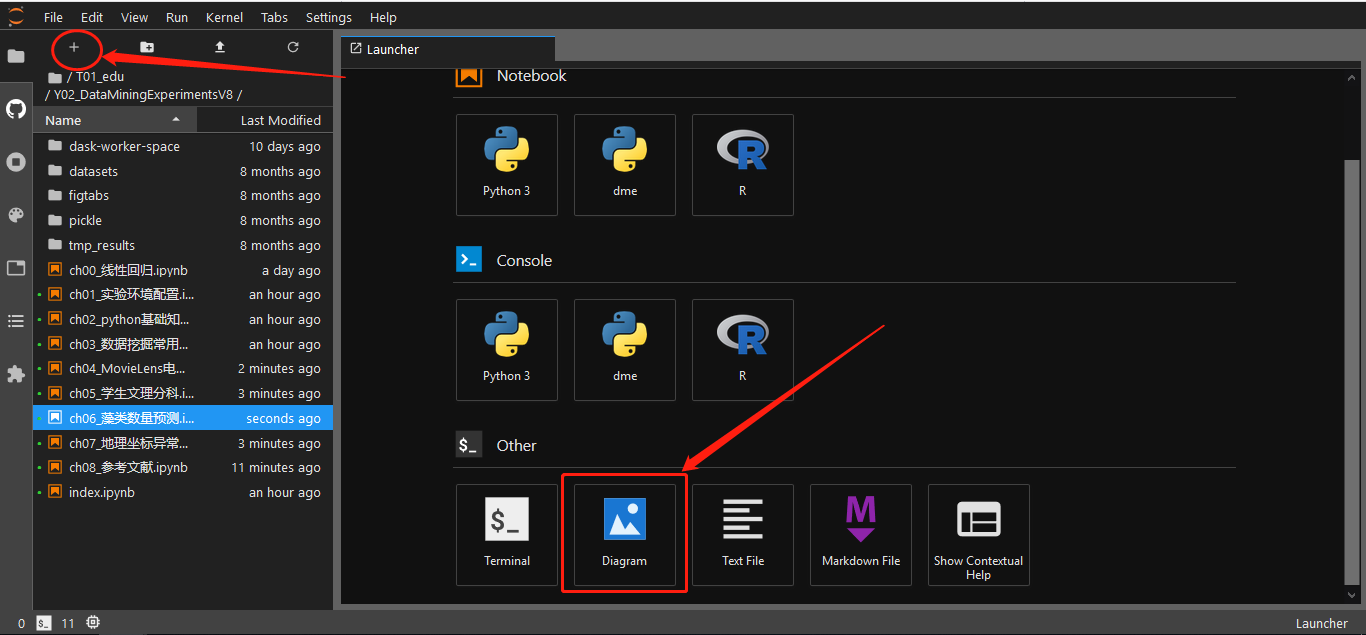 File Edit View Run Kernel Tabs Settings Help
/ T01_edu
/ Y02_DataMiningExperimentsV8 /
Name Last Modified
dask-worker-space 10 days ago
datasets 8 months ago
figtabs 8 months ago
pickle 8 months ago
tmp_results 8 months ago
ch00_线性回归.ipynb a day ago
ch01_实验环境配置.i... an hour ago
ch02_python基础知... an hour ago
ch03_数据挖掘常用... an hour ago
ch04_MovieLens电... 2 minutes ago
ch05_学生文理分科.i... 3 minutes ago
ch06_藻类数量预测.i... seconds ago
ch07_地理坐标异常... 3 minutes ago
ch08_参考文献.ipynb 11 minutes ago
index.ipynb an hour ago
Launcher
Notebook
Python 3 dme R
Console
Python 3 dme R
$_ Other
$_
Terminal Diagram Text File Markdown File Show Contextual
Help
0 $_ 11 Launcher